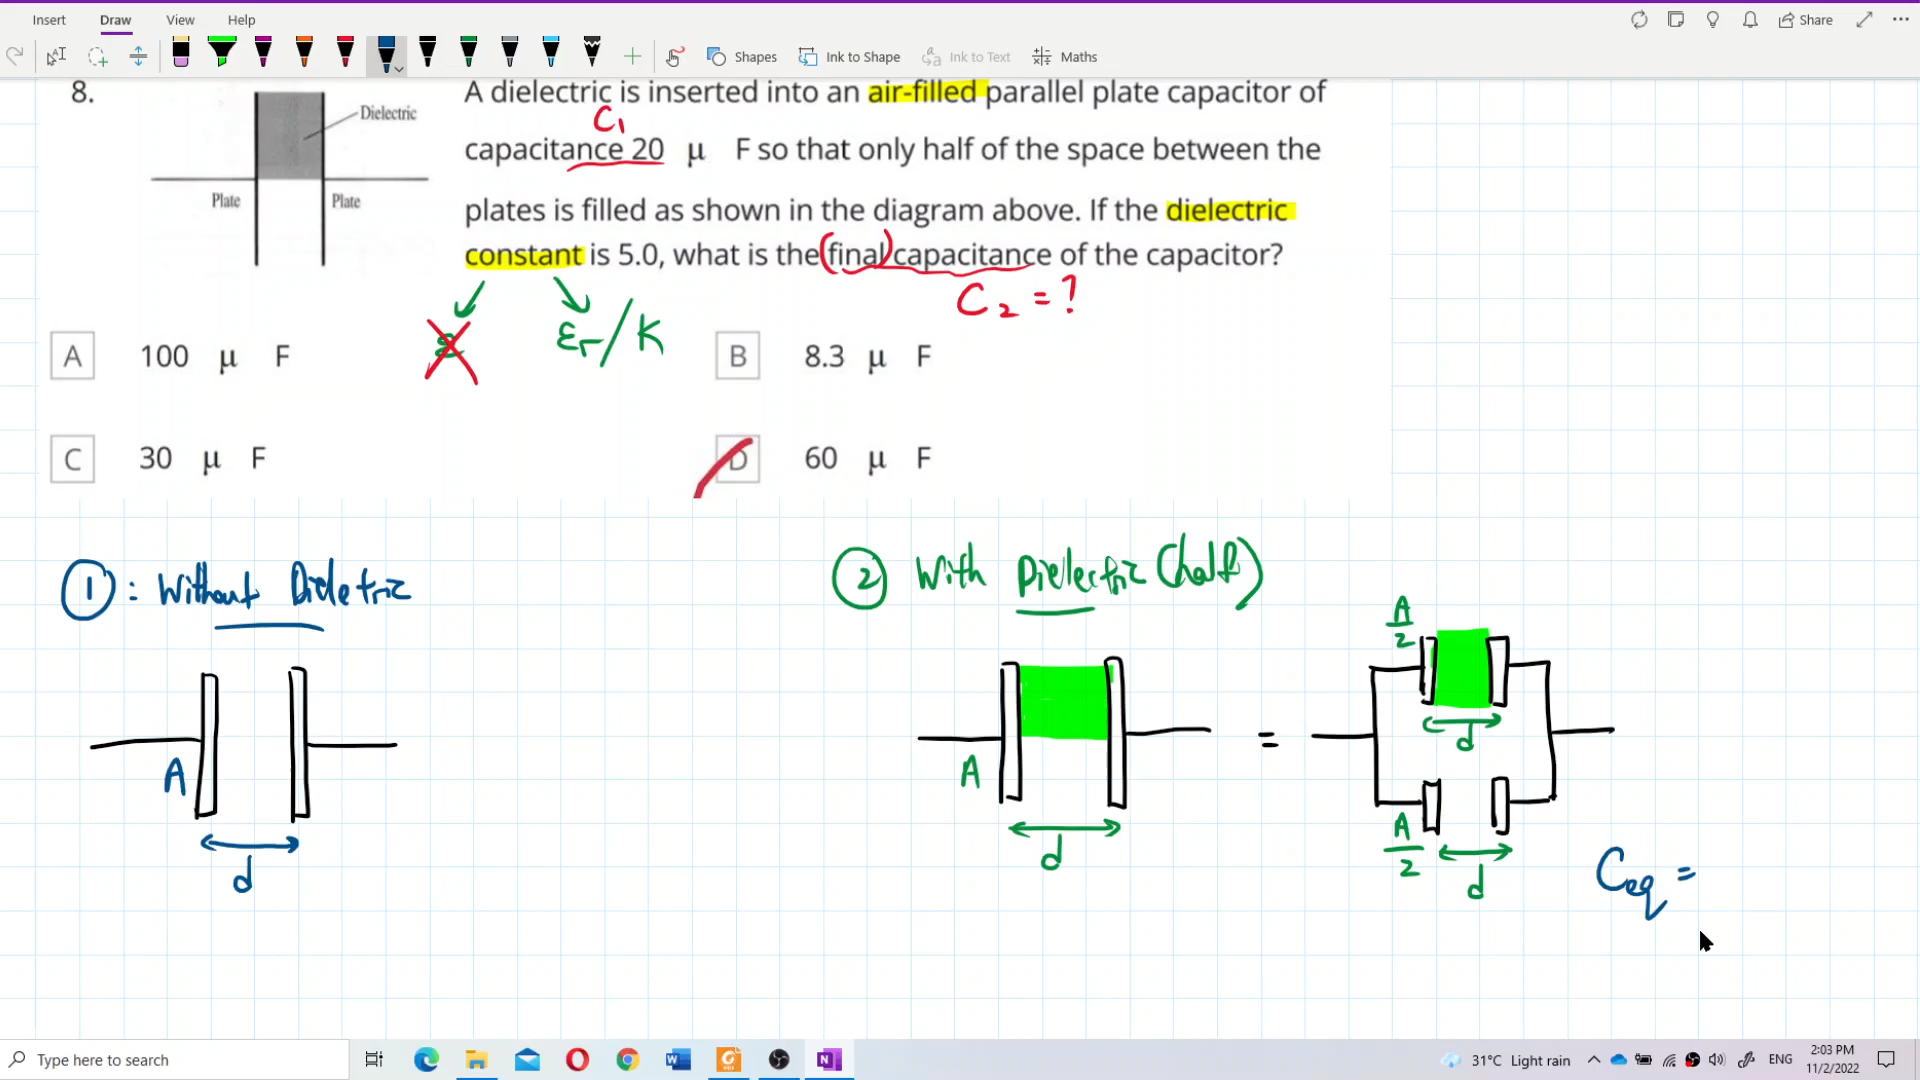 Insert Draw View Help
Share
Shapes Ink to Shape Ink to Text Maths
8.
Dielectric
Plate
Plate
A dielectric is inserted into an air-filled parallel plate capacitor of
C₁
capacitance 20 μ F so that only half of the space between the
plates is filled as shown in the diagram above. If the dielectric
constant is 5.0, what is the (final) capacitance of the capacitor?
C₂ = ?
ε
εr/K
A 100 μ F
B 8.3 μ F
C 30 μ F
D 60 μ F
① : Without Dieletric
A
d
② With Dielectric (half)
A
d
=
A/2
d
A/2
d
Ceq =
Type here to search
31°C Light rain
ENG
2:03 PM
11/2/2022